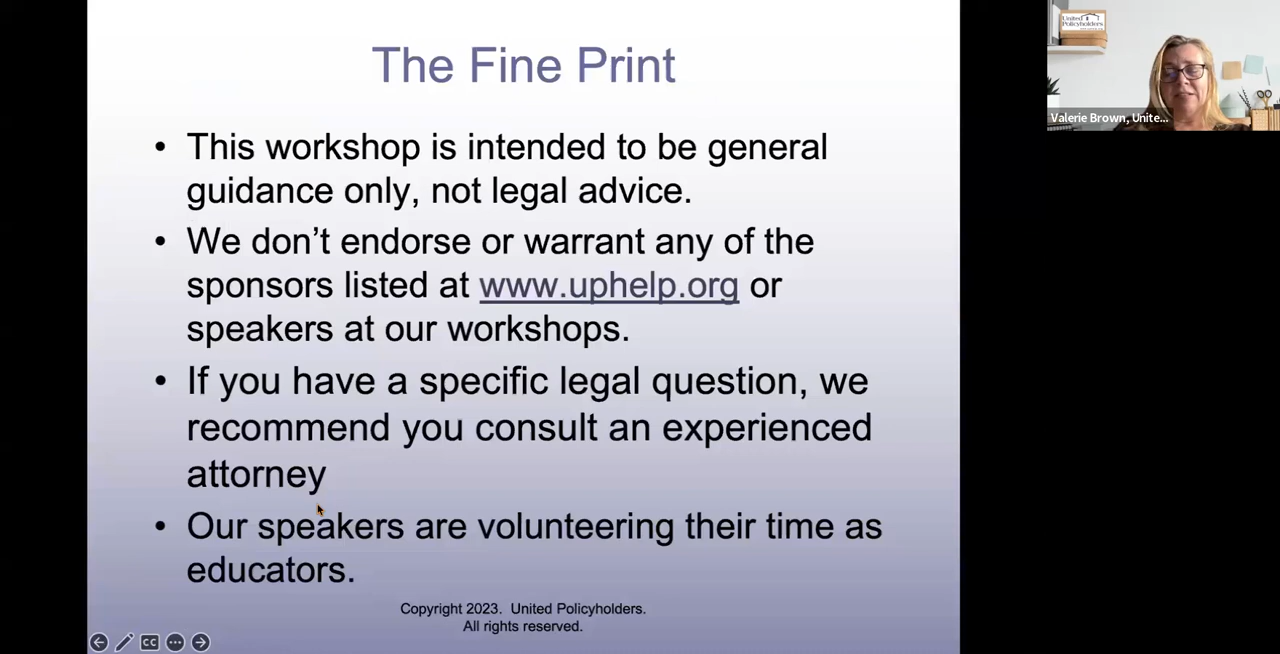 The Fine Print
• This workshop is intended to be general
guidance only, not legal advice.
• We don’t endorse or warrant any of the
sponsors listed at www.uphelp.org or
speakers at our workshops.
• If you have a specific legal question, we
recommend you consult an experienced
attorney
• Our speakers are volunteering their time as
educators.
Copyright 2023. United Policyholders.
All rights reserved.
CC
United
Policyholders
Valerie Brown, Unite...